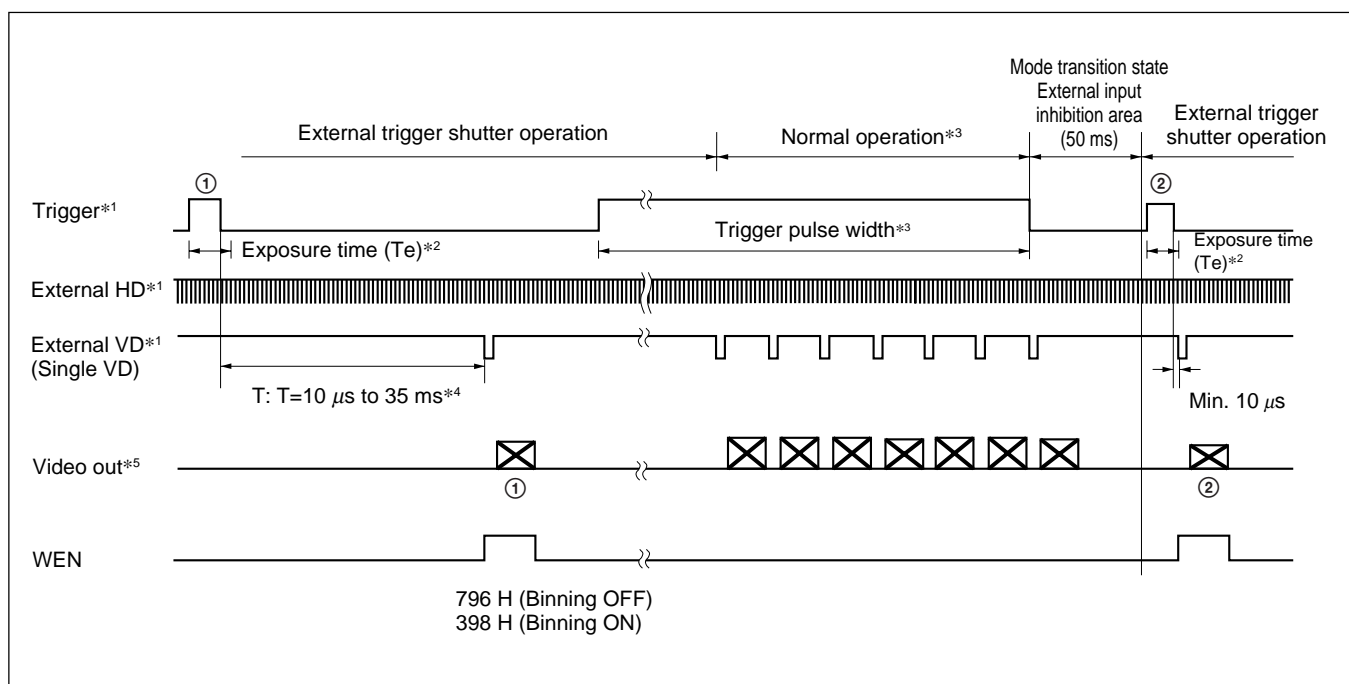 Mode transition state
External input
inhibition area
(50 ms)
External trigger shutter operation
Normal operation*3
External trigger
shutter operation
①
②
Trigger*1
Trigger pulse width*3
Exposure time (Te)*2
Exposure time
(Te)*2
External HD*1
External VD*1
(Single VD)
T: T=10 μs to 35 ms*4
Min. 10 μs
Video out*5
①
②
WEN
796 H (Binning OFF)
398 H (Binning ON)